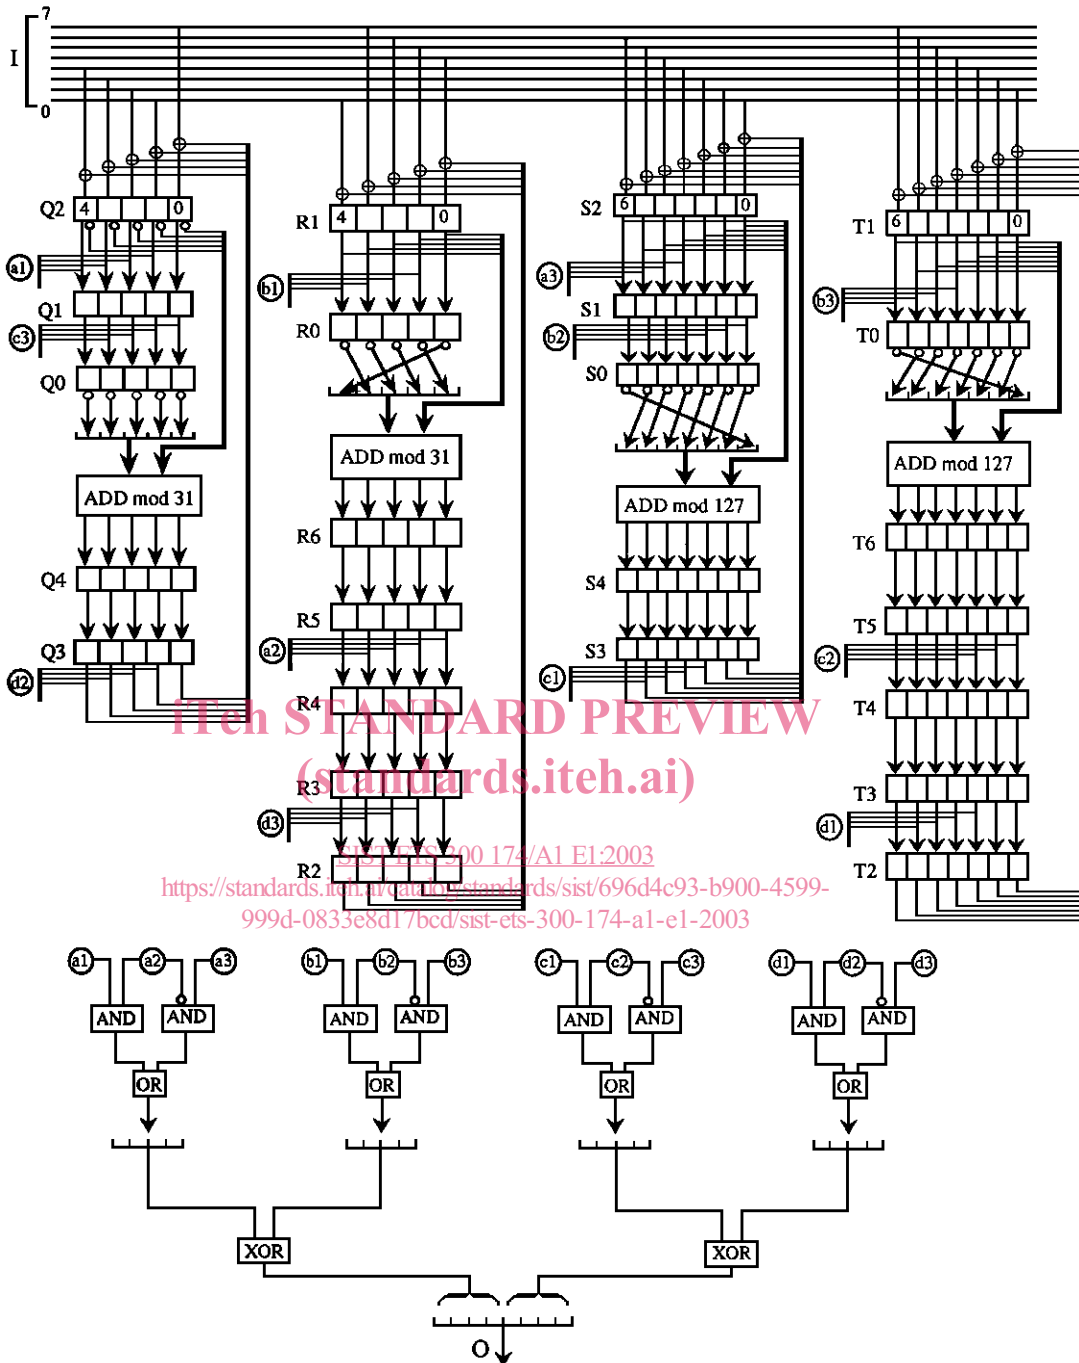 7
I
0
Q2 4 0
R1 4 0
S2 6 0
T1 6 0
a1
b1
a3
b3
Q1
S1
c3
R0
b2
T0
Q0
S0
ADD mod 31
ADD mod 31
ADD mod 127
ADD mod 127
Q4
R6
S4
T6
Q3
R5
S3
T5
d2
a2
c1
c2
R4
T4
iTeh STANDARD PREVIEW
(standards.iteh.ai)
R3
T3
d3
d1
R2
T2
SIST ETS 300 174/A1 E1:2003
https://standards.iteh.ai/catalog/standards/sist/696d4c93-b900-4599-
999d-0833e8d17bcd/sist-ets-300-174-a1-e1-2003
a1 a2 a3 b1 b2 b3 c1 c2 c3 d1 d2 d3
AND AND AND AND AND AND AND AND
OR OR OR OR
XOR XOR
O